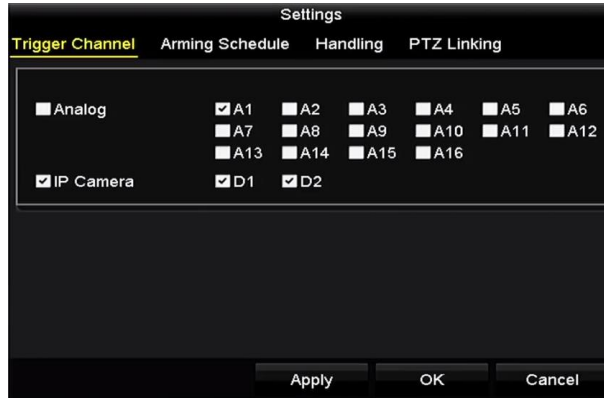 Settings
Trigger Channel Arming Schedule Handling PTZ Linking
Analog A1 A2 A3 A4 A5 A6
A7 A8 A9 A10 A11 A12
A13 A14 A15 A16
IP Camera D1 D2
Apply OK Cancel